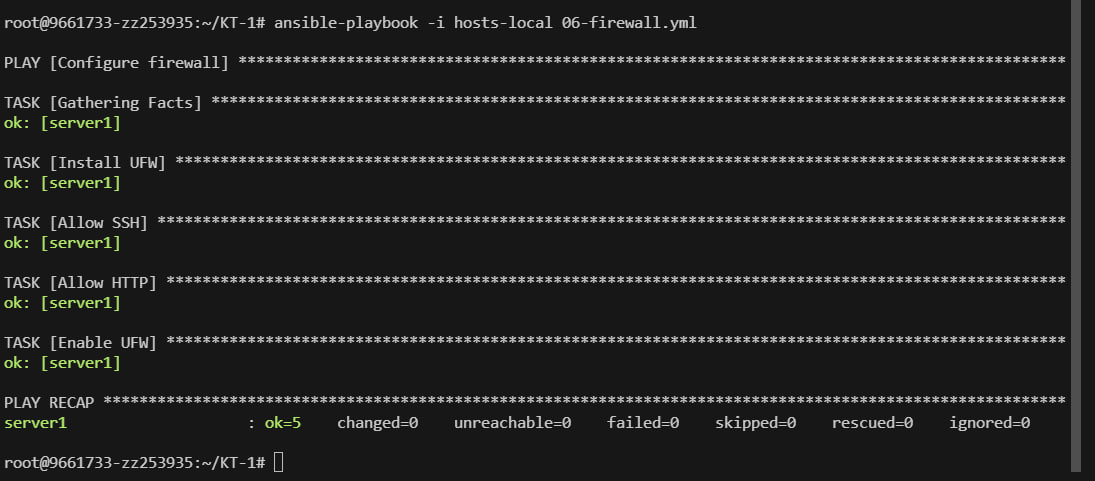 root@9661733-zz253935:~/KT-1# ansible-playbook -i hosts-local 06-firewall.yml
PLAY [Configure firewall] ********************************************************************************************
TASK [Gathering Facts] ***********************************************************************************************
ok: [server1]
TASK [Install UFW] ***************************************************************************************************
ok: [server1]
TASK [Allow SSH] *****************************************************************************************************
ok: [server1]
TASK [Allow HTTP] ****************************************************************************************************
ok: [server1]
TASK [Enable UFW] ****************************************************************************************************
ok: [server1]
PLAY RECAP ***********************************************************************************************************
server1                    : ok=5    changed=0    unreachable=0    failed=0    skipped=0    rescued=0    ignored=0
root@9661733-zz253935:~/KT-1#